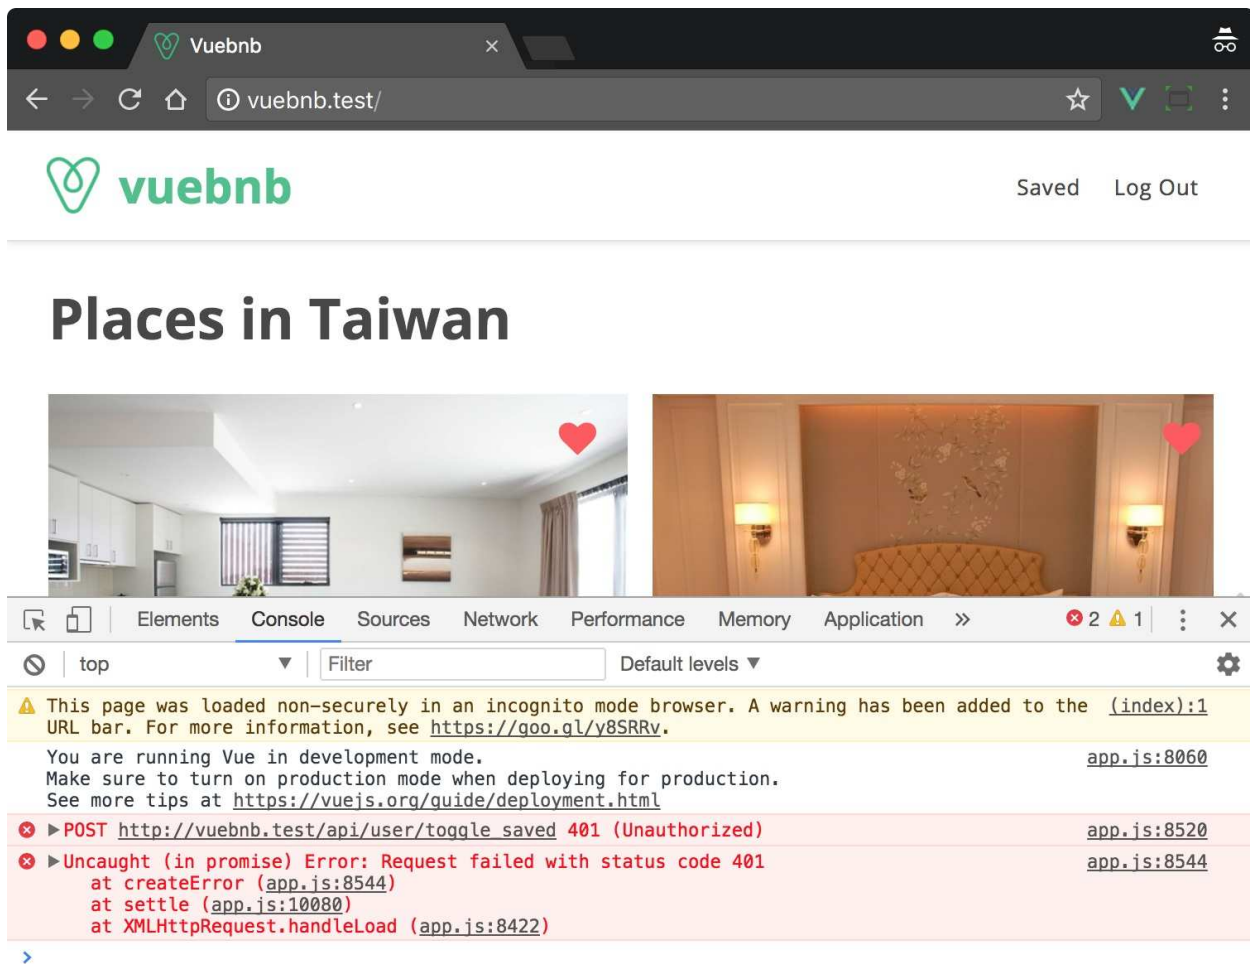 Vuebnb
vuebnb.test/
vuebnb
Saved Log Out
Places in Taiwan
Elements Console Sources Network Performance Memory Application » 2 1
top Filter Default levels
This page was loaded non-securely in an incognito mode browser. A warning has been added to the (index):1
URL bar. For more information, see https://goo.gl/y8SRRv.
You are running Vue in development mode. app.js:8060
Make sure to turn on production mode when deploying for production.
See more tips at https://vuejs.org/guide/deployment.html
POST http://vuebnb.test/api/user/toggle_saved 401 (Unauthorized) app.js:8520
Uncaught (in promise) Error: Request failed with status code 401 app.js:8544
at createError (app.js:8544)
at settle (app.js:10080)
at XMLHttpRequest.handleLoad (app.js:8422)